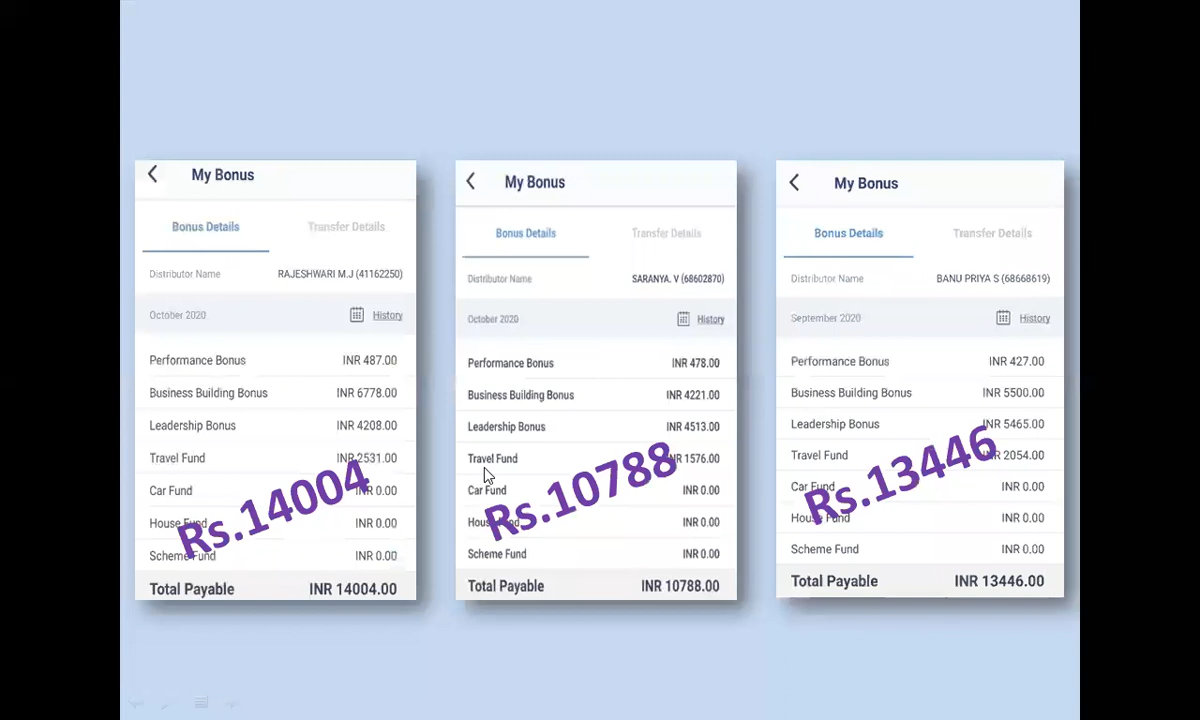 My Bonus
Bonus Details Transfer Details
Distributor Name RAJESHWARI M.J (41162250)
October 2020 History
Performance Bonus INR 487.00
Business Building Bonus INR 6778.00
Leadership Bonus INR 4208.00
Travel Fund INR 2531.00
Car Fund INR 0.00
House Fund INR 0.00
Scheme Fund INR 0.00
Total Payable INR 14004.00
Rs.14004
My Bonus
Bonus Details Transfer Details
Distributor Name SARANYA. V (68602870)
October 2020 History
Performance Bonus INR 478.00
Business Building Bonus INR 4221.00
Leadership Bonus INR 4513.00
Travel Fund INR 1576.00
Car Fund INR 0.00
House Fund INR 0.00
Scheme Fund INR 0.00
Total Payable INR 10788.00
Rs.10788
My Bonus
Bonus Details Transfer Details
Distributor Name BANU PRIYA S (68668619)
September 2020 History
Performance Bonus INR 427.00
Business Building Bonus INR 5500.00
Leadership Bonus INR 5465.00
Travel Fund INR 2054.00
Car Fund INR 0.00
House Fund INR 0.00
Scheme Fund INR 0.00
Total Payable INR 13446.00
Rs.13446